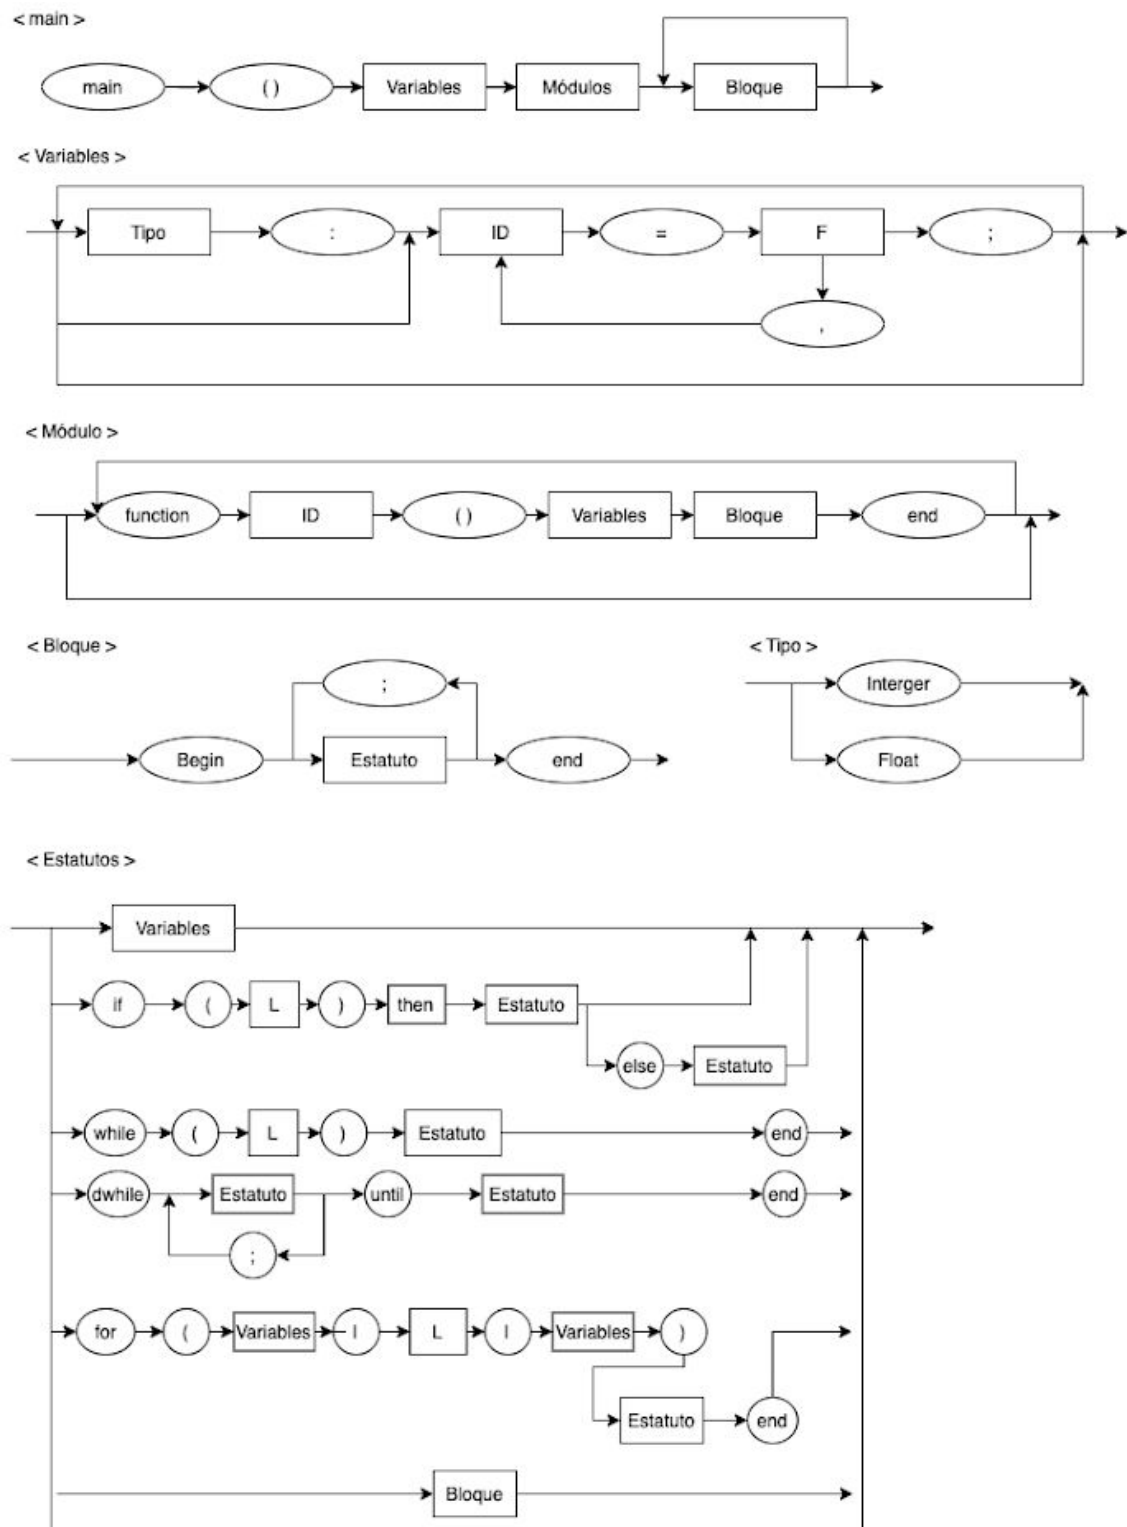 < main >
main ( ) Variables Módulos Bloque
< Variables >
Tipo : ID = F ;
,
< Módulo >
function ID ( ) Variables Bloque end
< Bloque >
< Tipo >
;
Interger
Begin Estatuto end
Float
< Estatutos >
Variables
if ( L ) then Estatuto
else Estatuto
while ( L ) Estatuto end
dwhile Estatuto until Estatuto end
;
for ( Variables | L | Variables )
Estatuto end
Bloque